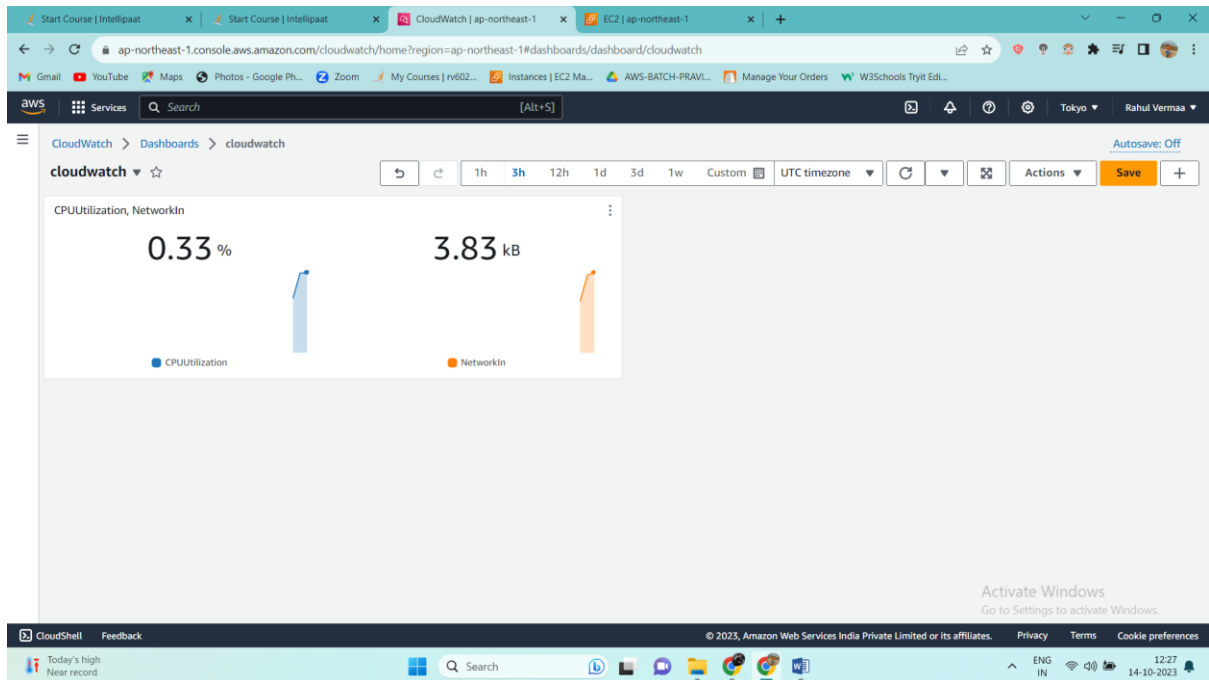 Start Course | Intellipaat
Start Course | Intellipaat
CloudWatch | ap-northeast-1
EC2 | ap-northeast-1
ap-northeast-1.console.aws.amazon.com/cloudwatch/home?region=ap-northeast-1#dashboards/dashboard/cloudwatch
Gmail YouTube Maps Photos - Google Ph... Zoom My Courses | rv602... Instances | EC2 Ma... AWS-BATCH-PRAVI... Manage Your Orders W3Schools Tryit Edi...
aws Services Search [Alt+S] Tokyo Rahul Vermaa
CloudWatch > Dashboards > cloudwatch Autosave: Off
cloudwatch 1h 3h 12h 1d 3d 1w Custom UTC timezone Actions Save
CPUUtilization, NetworkIn
0.33 % 3.83 kB
CPUUtilization NetworkIn
Activate Windows
Go to Settings to activate Windows.
CloudShell Feedback © 2023, Amazon Web Services India Private Limited or its affiliates. Privacy Terms Cookie preferences
Today's high
Near record
Search
ENG
IN
12:27
14-10-2023